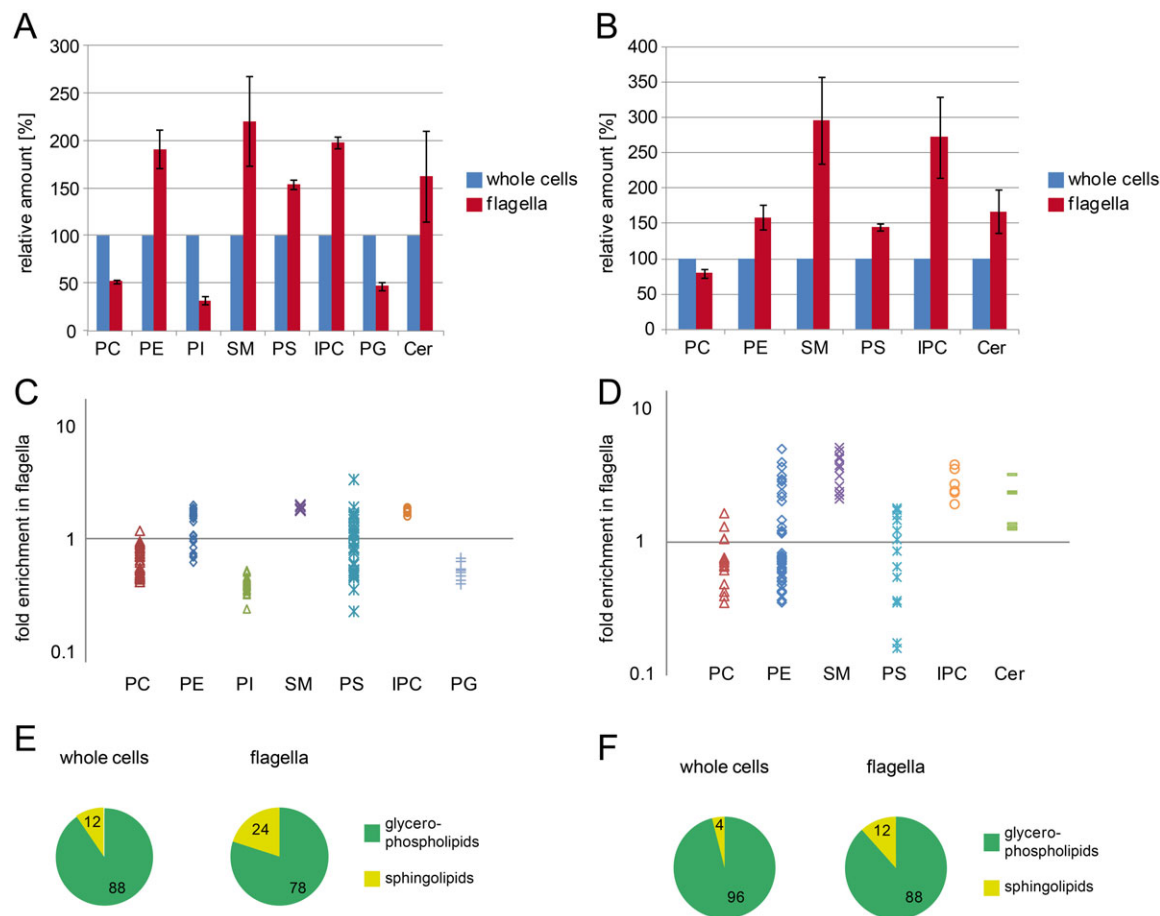 A
300
250
200
150
100
50
0
relative amount [%]
PC PE PI SM PS IPC PG Cer
whole cells
flagella
B
400
350
300
250
200
150
100
50
0
relative amount [%]
PC PE SM PS IPC Cer
whole cells
flagella
C
10
1
0.1
fold enrichment in flagella
PC PE PI SM PS IPC PG
D
10
1
0.1
fold enrichment in flagella
PC PE SM PS IPC Cer
E
whole cells flagella
12
88
24
78
glycero-
phospholipids
sphingolipids
F
whole cells flagella
4
96
12
88
glycero-
phospholipids
sphingolipids